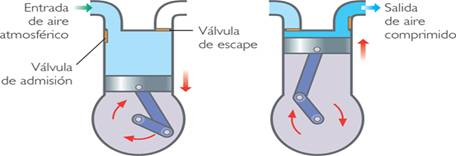 Entrada
de aire
atmosférico
Válvula
de escape
Válvula
de admisión
Salida
de aire
comprimido